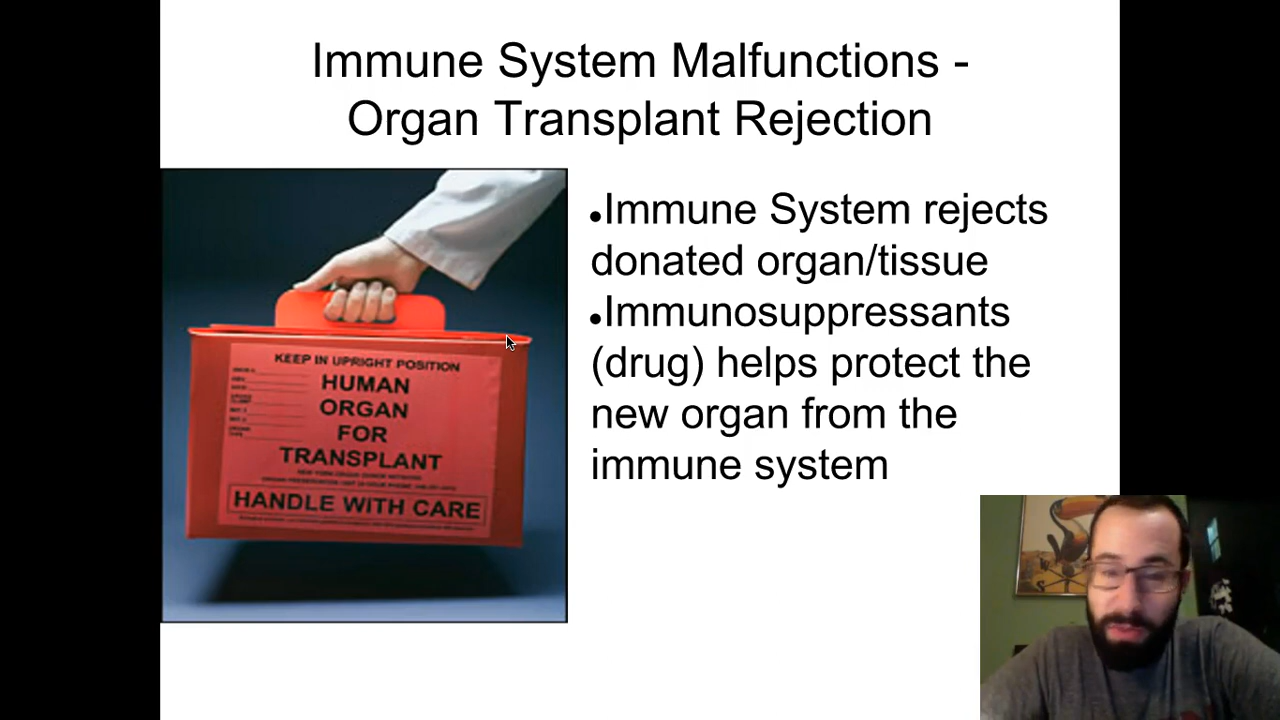 Immune System Malfunctions -
Organ Transplant Rejection
●Immune System rejects
donated organ/tissue
●Immunosuppressants
(drug) helps protect the
new organ from the
immune system
KEEP IN UPRIGHT POSITION
HUMAN
ORGAN
FOR
TRANSPLANT
HANDLE WITH CARE